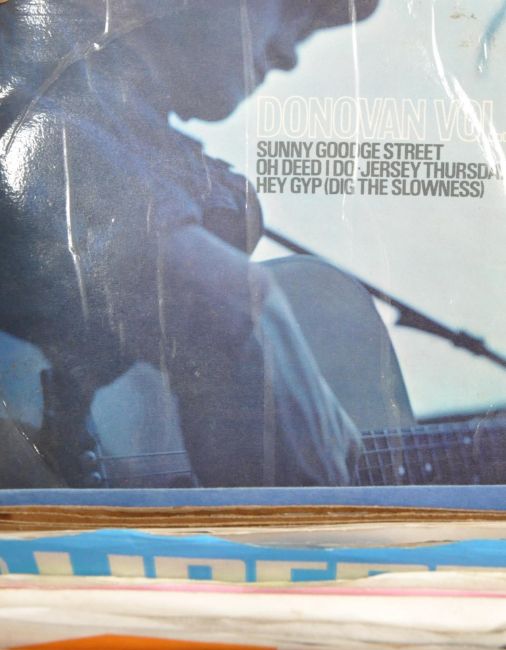 DONOVAN VOL.
SUNNY GOODGE STREET
OH DEED I DO·JERSEY THURSDA
HEY GYP (DIG THE SLOWNESS)